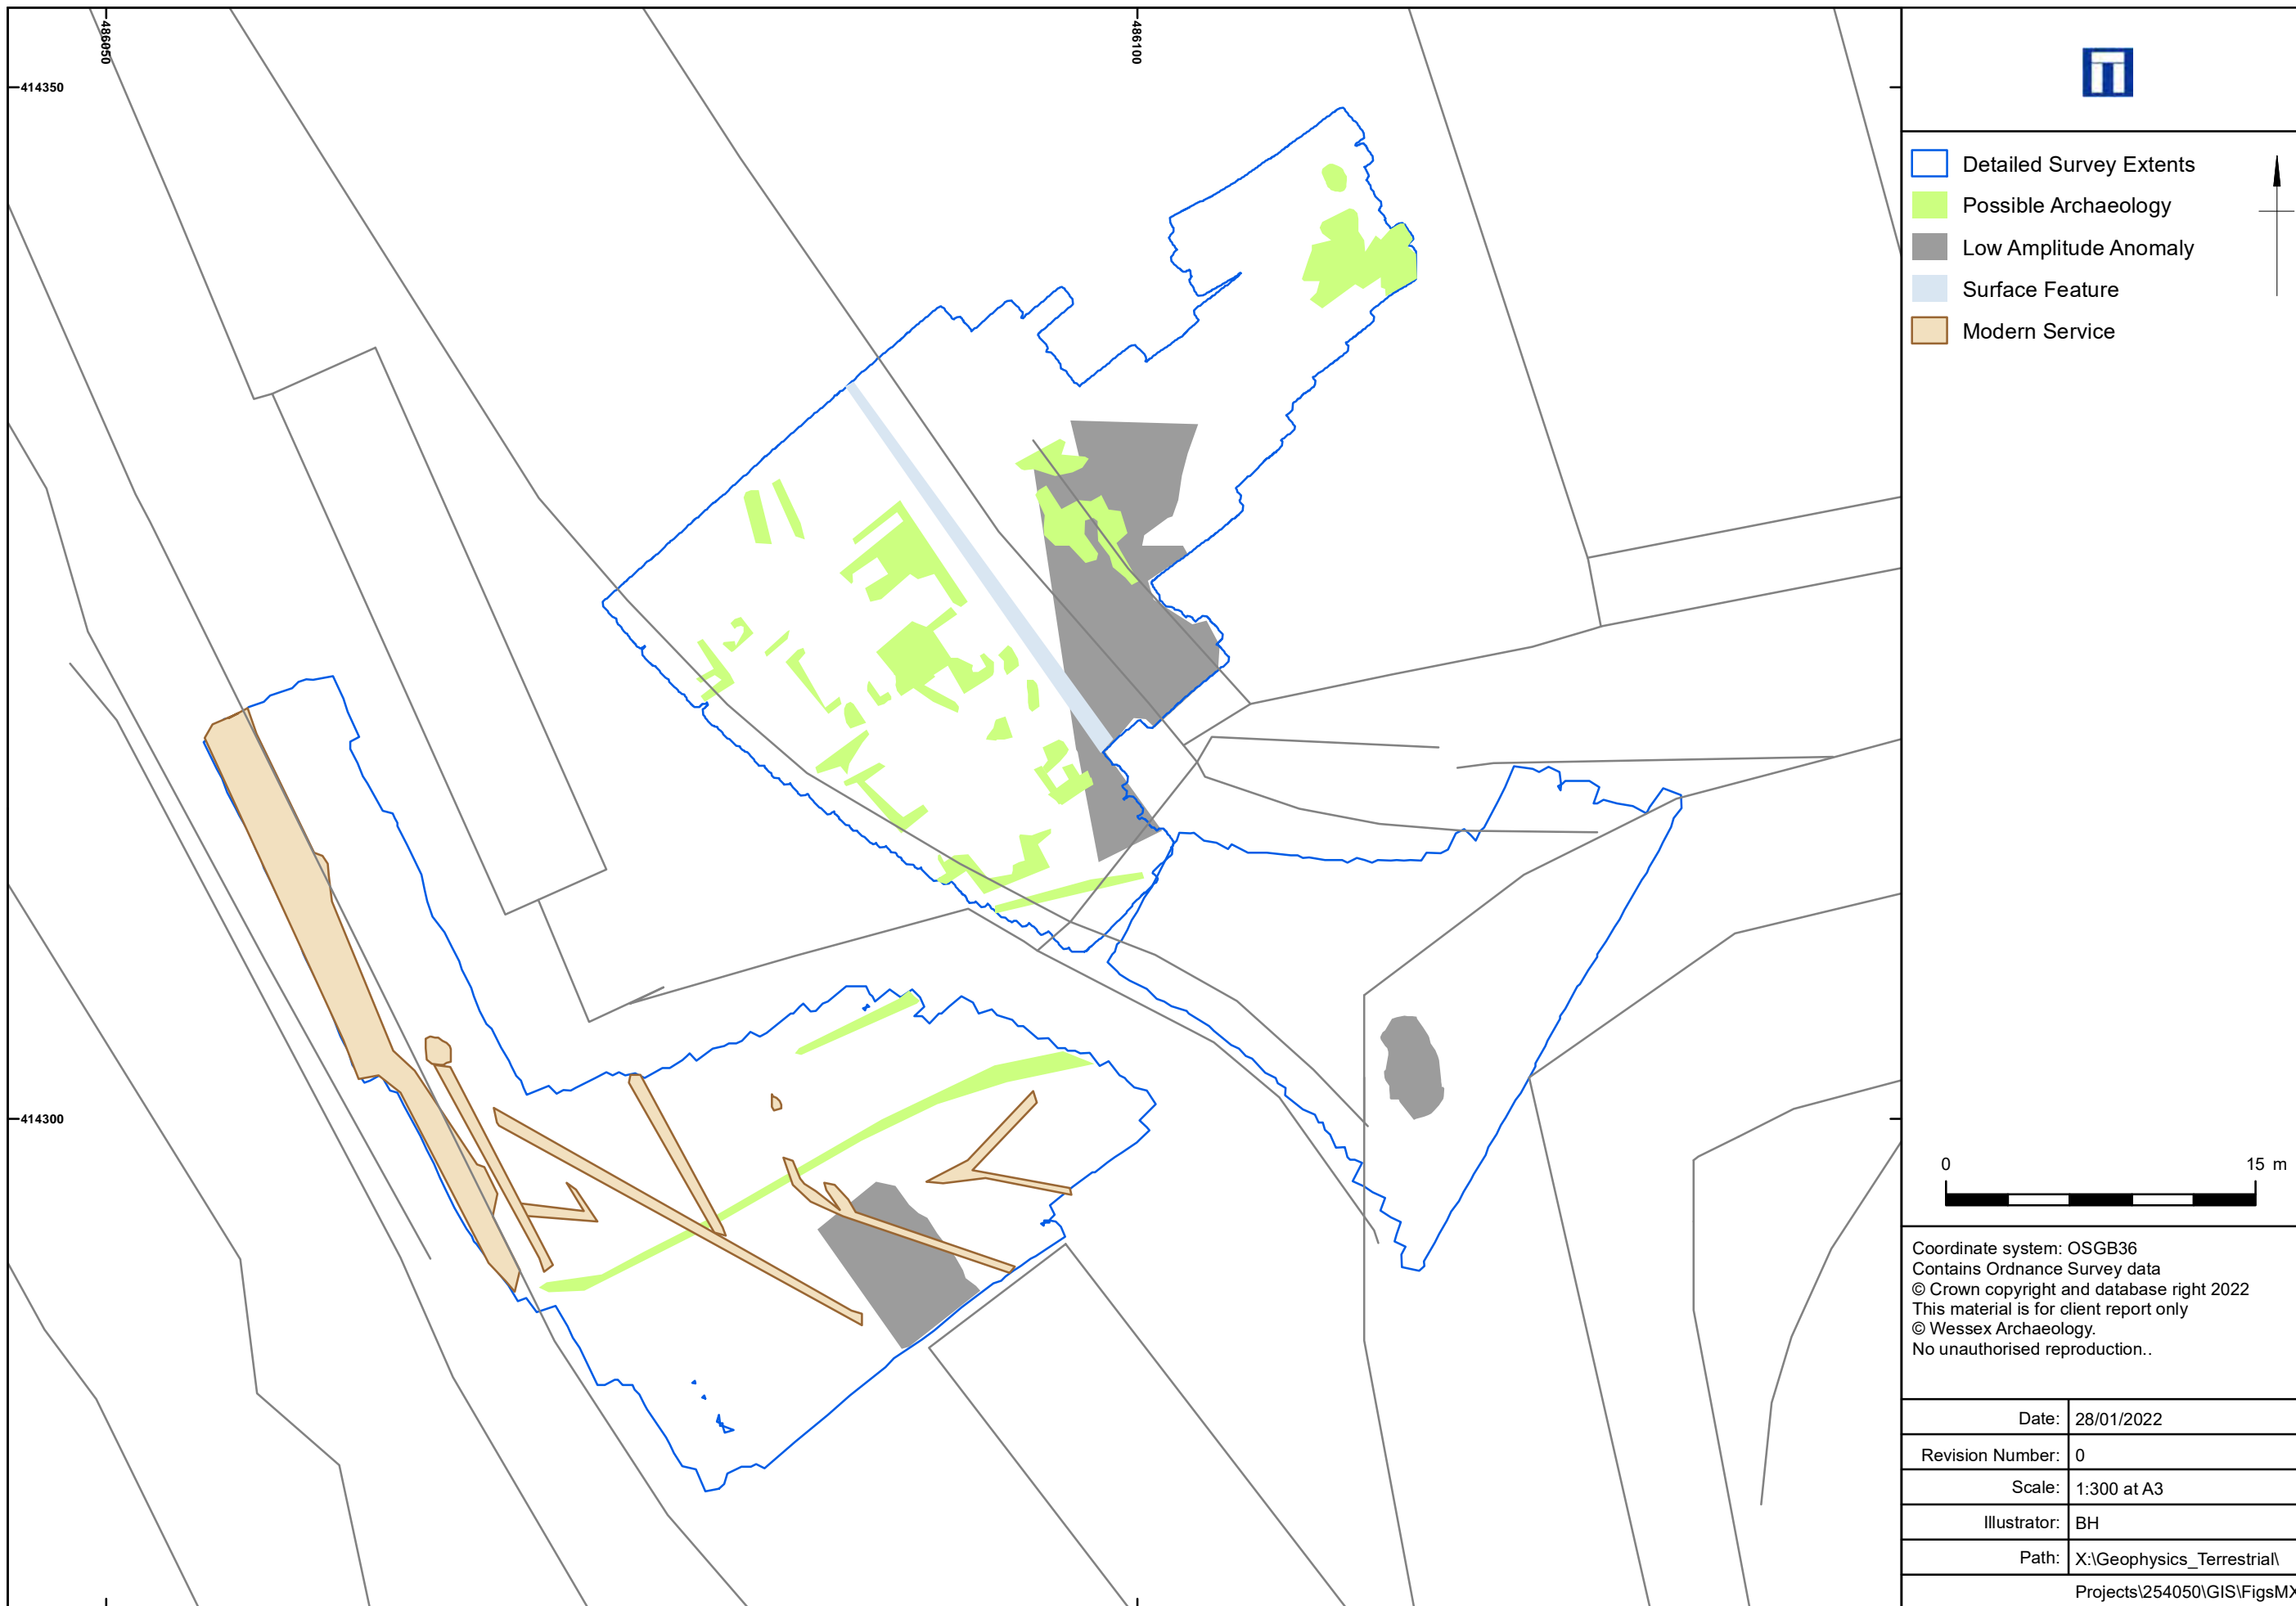 486050
486100
414350
414300
Detailed Survey Extents
Possible Archaeology
Low Amplitude Anomaly
Surface Feature
Modern Service
0 15 m
Coordinate system: OSGB36
Contains Ordnance Survey data
© Crown copyright and database right 2022
This material is for client report only
© Wessex Archaeology.
No unauthorised reproduction..
Date: 28/01/2022
Revision Number: 0
Scale: 1:300 at A3
Illustrator: BH
Path: X:\Geophysics_Terrestrial\
Projects\254050\GIS\FigsMX